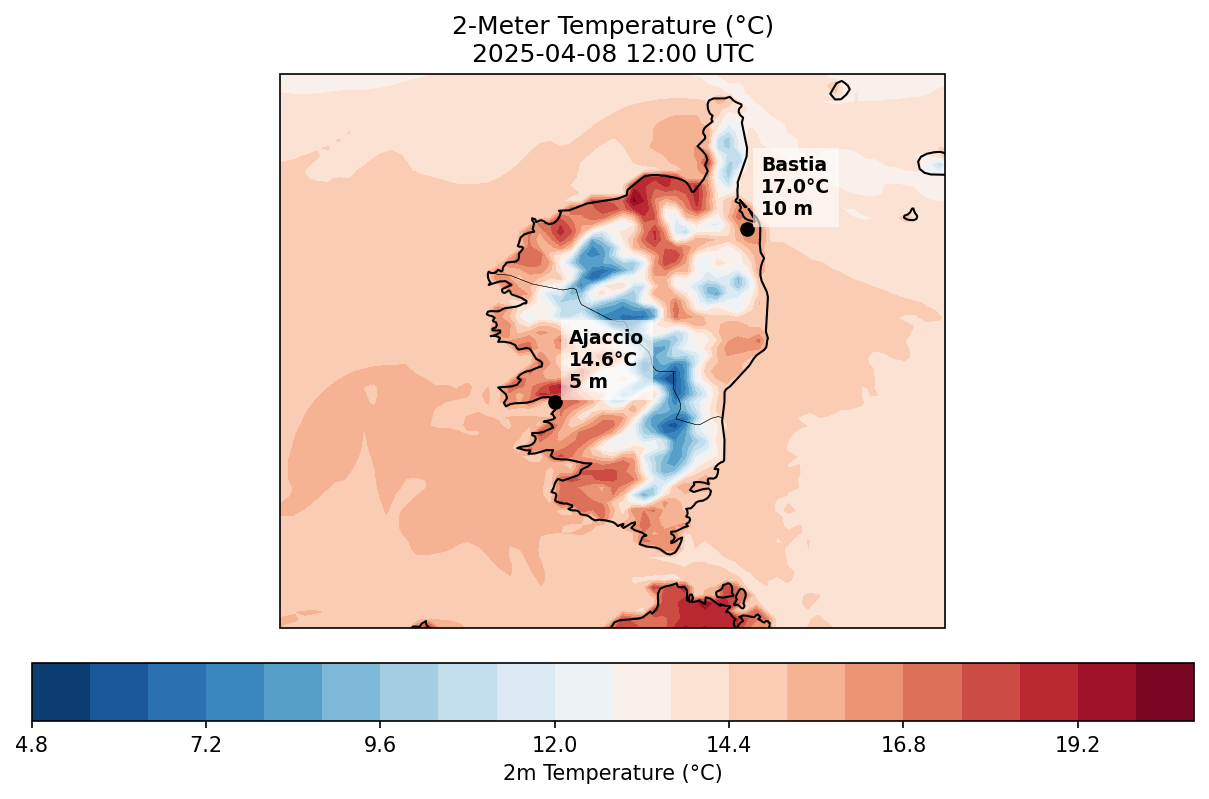 2-Meter Temperature (°C)
2025-04-08 12:00 UTC
Bastia
17.0°C
10 m
Ajaccio
14.6°C
5 m
4.8 7.2 9.6 12.0 14.4 16.8 19.2
2m Temperature (°C)